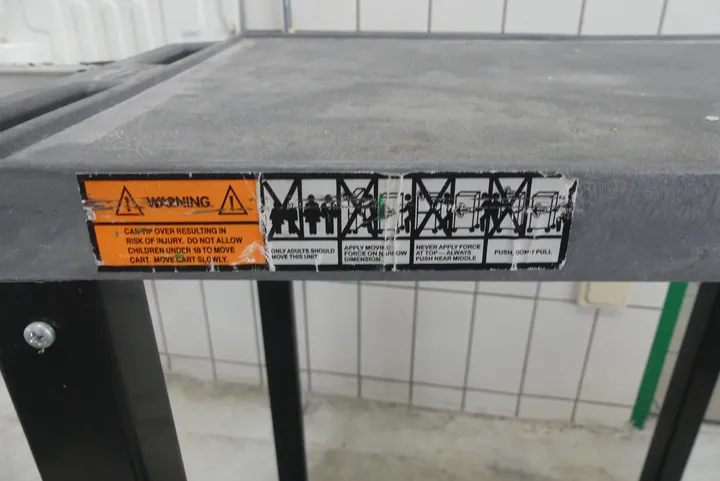 WARNING
CAN TIP OVER RESULTING IN
RISK OF INJURY. DO NOT ALLOW
CHILDREN UNDER 18 TO MOVE
CART. MOVE CART SLOWLY.
ONLY ADULTS SHOULD
MOVE THIS UNIT
APPLY MOVING
FORCE ON NARROW
DIMENSION
NEVER APPLY FORCE
AT TOP—ALWAYS
PUSH NEAR MIDDLE
PUSH, DON'T PULL